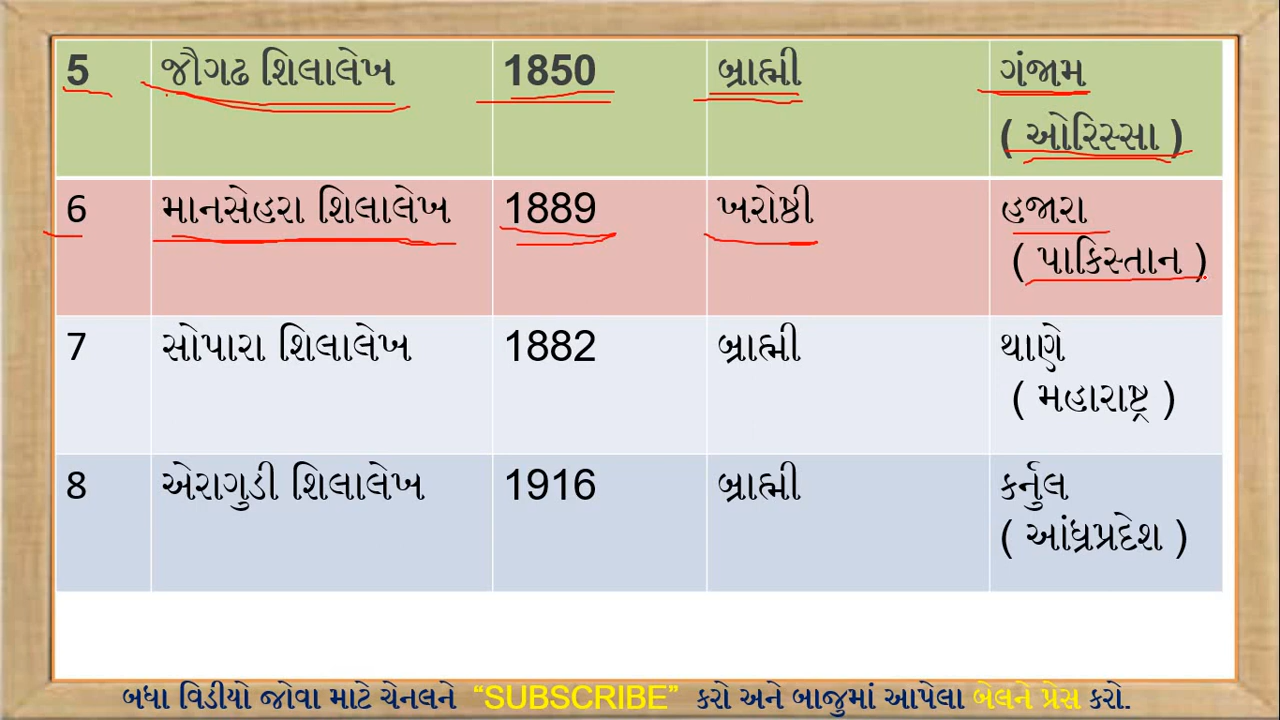 5 જૌગઢ શિલાલેખ 1850 બ્રાહ્મી ગંજામ
( ઓરિસ્સા )
6 માનસેહરા શિલાલેખ 1889 ખરોષ્ઠી હજારા
( પાકિસ્તાન )
7 સોપારા શિલાલેખ 1882 બ્રાહ્મી થાણે
( મહારાષ્ટ્ર )
8 એરાગુડી શિલાલેખ 1916 બ્રાહ્મી કર્નુલ
( આંધ્રપ્રદેશ )
બધા વિડીયો જોવા માટે ચેનલને “SUBSCRIBE” કરો અને બાજુમાં આપેલા બેલને પ્રેસ કરો.